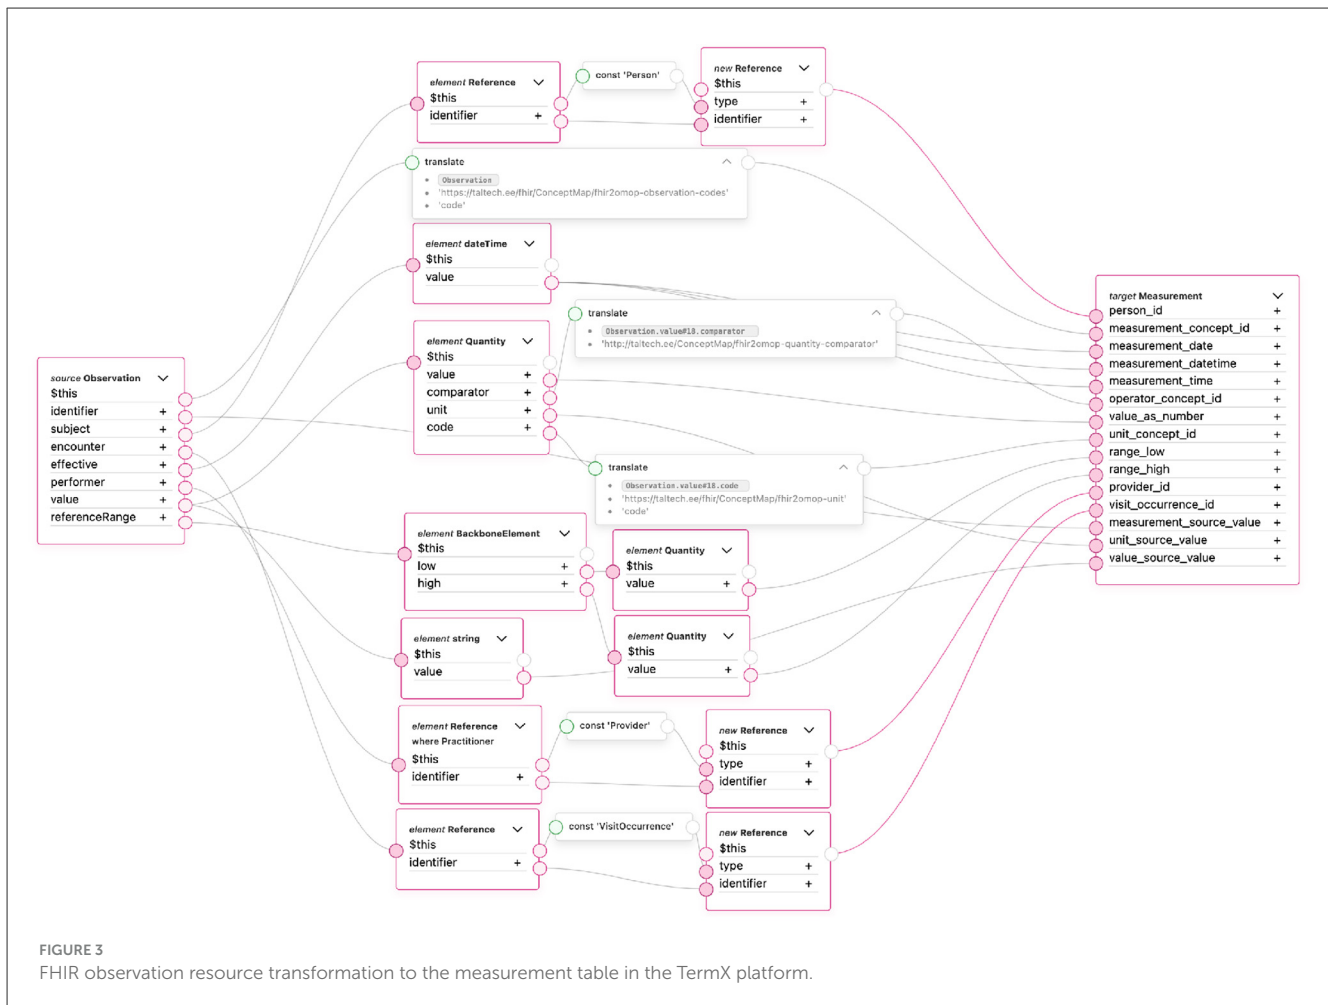 source Observation
$this
identifier +
subject +
encounter +
effective +
performer +
value +
referenceRange +
element Reference
$this
identifier +
const 'Person'
new Reference
$this
type +
identifier +
translate
• Observation
• 'https://taltech.ee/fhir/ConceptMap/fhir2omop-observation-codes'
• 'code'
element dateTime
$this
value
element Quantity
$this
value +
comparator +
unit +
code +
translate
• Observation.value#18.comparator
• 'http://taltech.ee/ConceptMap/fhir2omop-quantity-comparator'
translate
• Observation.value#18.code
• 'https://taltech.ee/fhir/ConceptMap/fhir2omop-unit'
• 'code'
element BackboneElement
$this
low +
high +
element Quantity
$this
value +
element string
$this
value
element Quantity
$this
value +
element Reference
where Practitioner
$this
identifier +
const 'Provider'
new Reference
$this
type +
identifier +
element Reference
$this
identifier +
const 'VisitOccurrence'
new Reference
$this
type +
identifier +
target Measurement
person_id +
measurement_concept_id +
measurement_date +
measurement_datetime +
measurement_time +
operator_concept_id +
value_as_number +
unit_concept_id +
range_low +
range_high +
provider_id +
visit_occurrence_id +
measurement_source_value +
unit_source_value +
value_source_value +
FIGURE 3
FHIR observation resource transformation to the measurement table in the TermX platform.